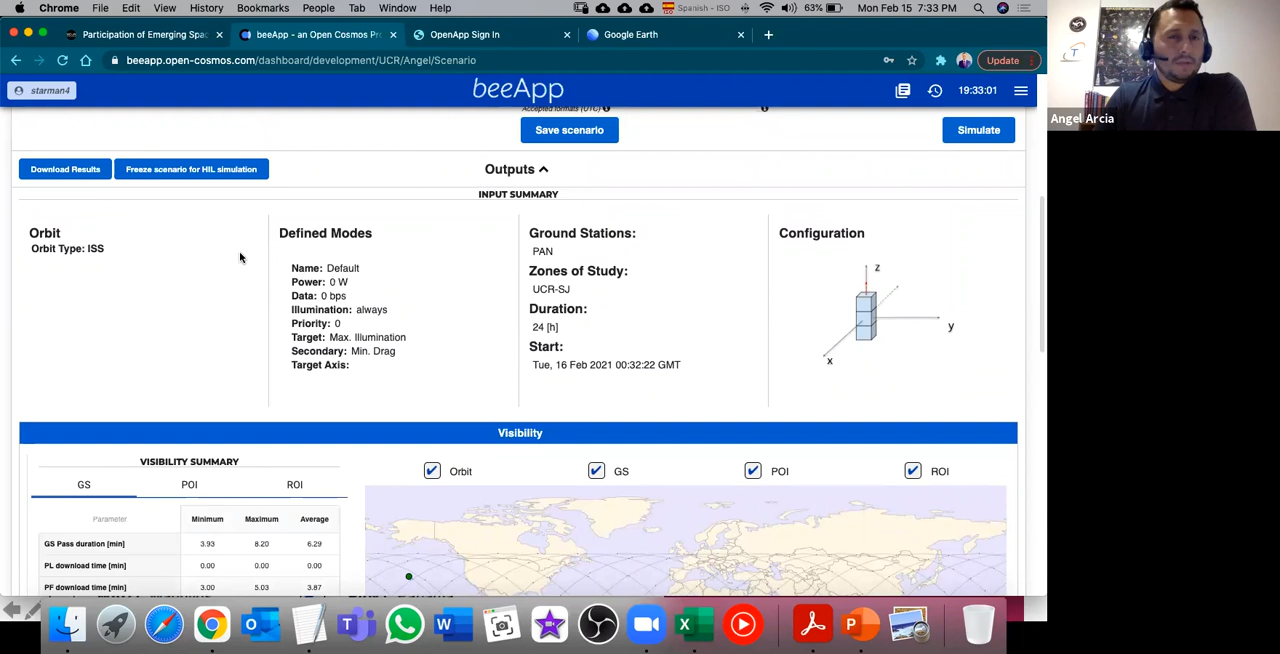 Chrome File Edit View History Bookmarks People Tab Window Help Spanish - ISO 63% Mon Feb 15 7:33 PM
Participation of Emerging Spac × beeApp - an Open Cosmos Pr × OpenApp Sign In × Google Earth × +
beeapp.open-cosmos.com/dashboard/development/UCR/Angel/Scenario Update
starman4 beeApp 19:33:01
Angel Arcia
Accepted formats (UTC)
Save scenario Simulate
Download Results Freeze scenario for HIL simulation Outputs
INPUT SUMMARY
Orbit
Orbit Type: ISS
Defined Modes
Name: Default
Power: 0 W
Data: 0 bps
Illumination: always
Priority: 0
Target: Max. Illumination
Secondary: Min. Drag
Target Axis:
Ground Stations:
PAN
Zones of Study:
UCR-SJ
Duration:
24 [h]
Start:
Tue, 16 Feb 2021 00:32:22 GMT
Configuration
z
y
x
Visibility
VISIBILITY SUMMARY
GS POI ROI
Parameter Minimum Maximum Average
GS Pass duration [min] 3.93 8.20 6.29
PL download time [min] 0.00 0.00 0.00
PF download time [min] 3.00 5.03 3.87
Orbit GS POI ROI